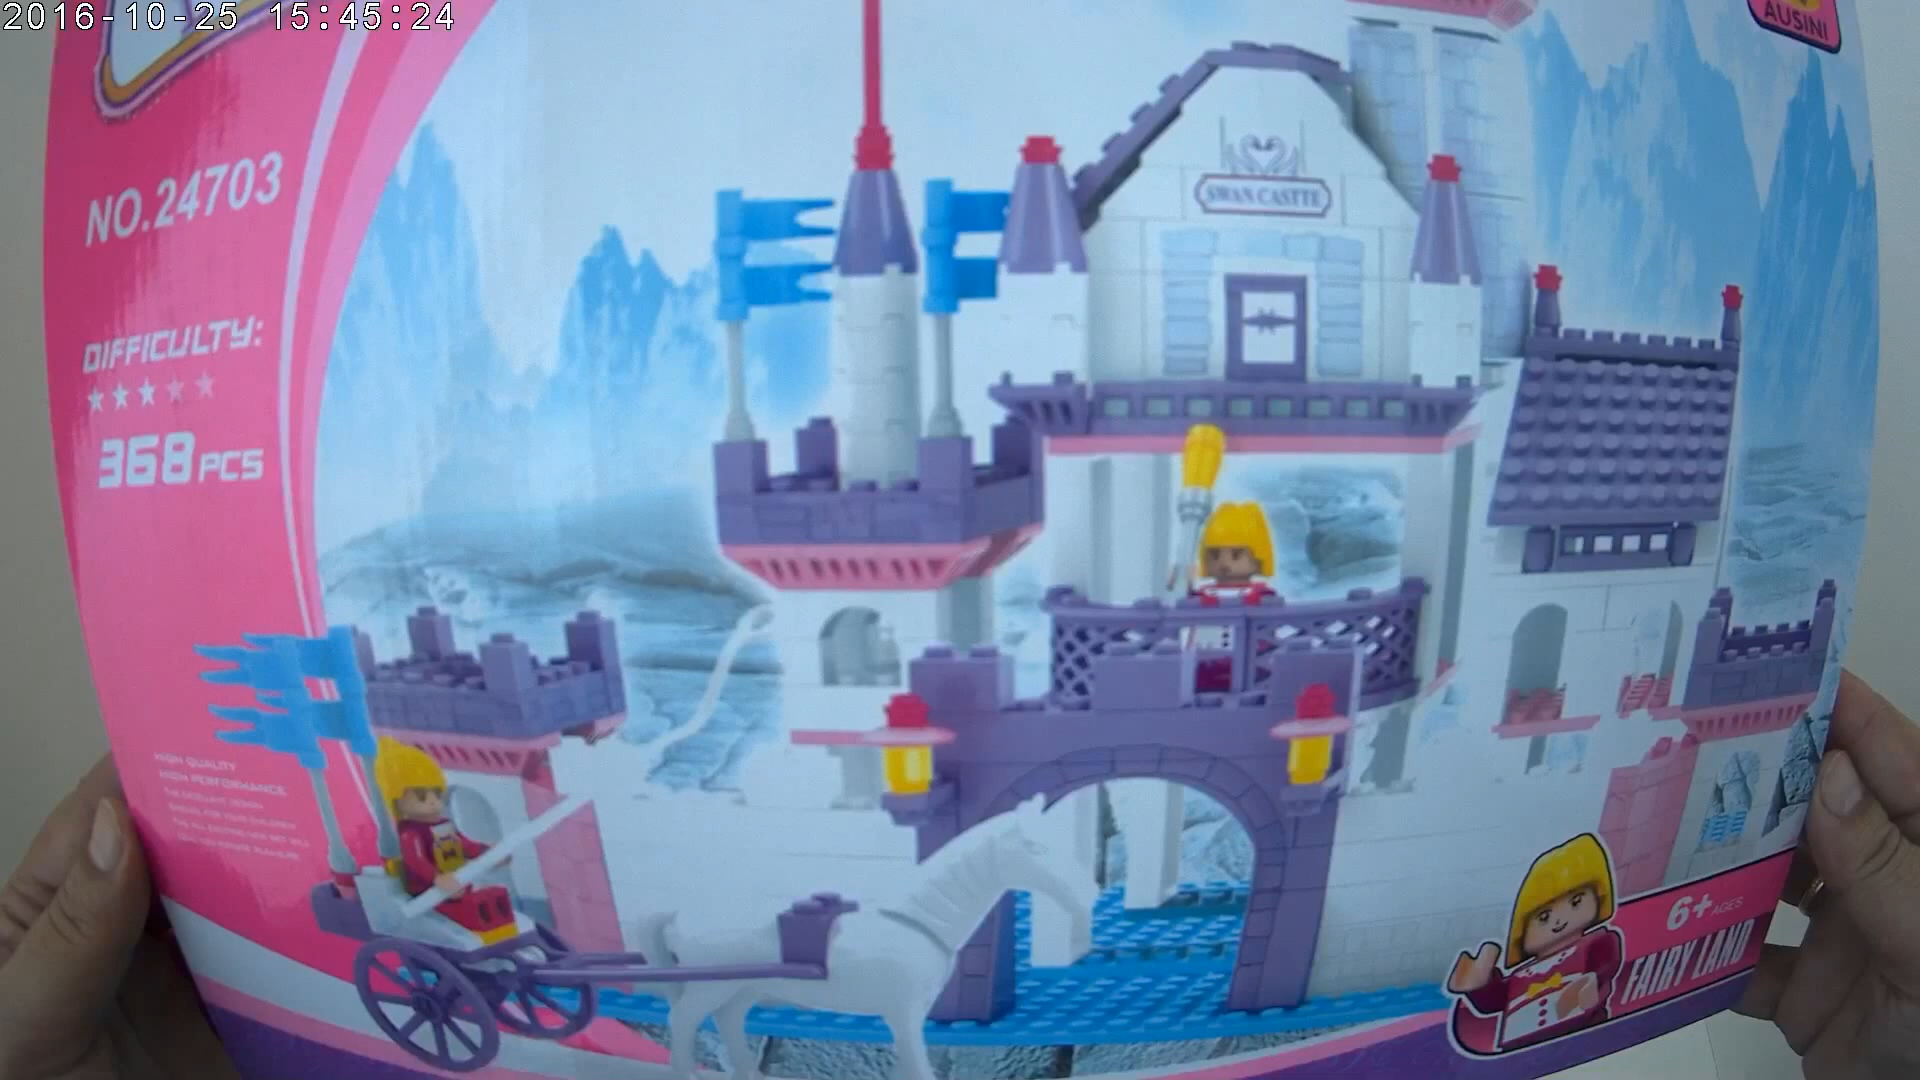 2016-10-25 15:45:24
AUSINI
NO.24703
SWAN CASTTE
DIFFICULTY:
368 PCS
HIGH QUALITY
HIGH PERFORMANCE
6+ AGES
FAIRY LAND